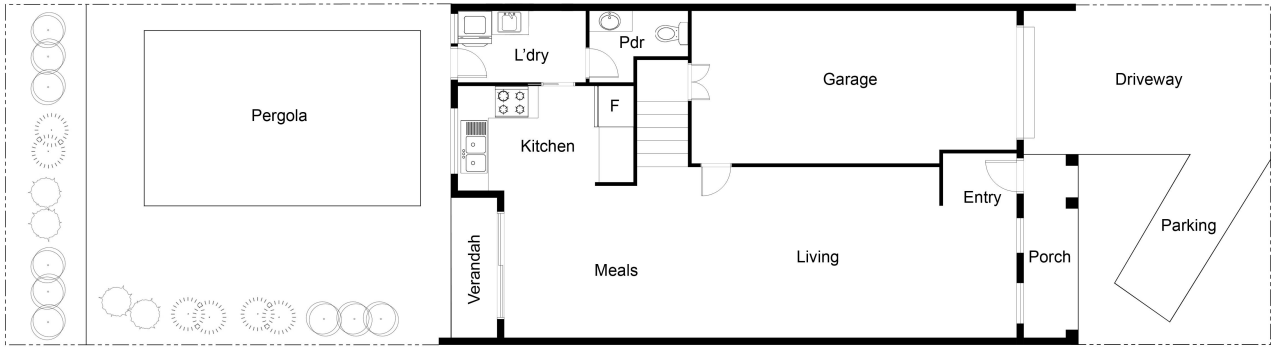 L'dry
Pdr
Garage
Driveway
Pergola
F
Kitchen
Entry
Parking
Verandah
Meals
Living
Porch